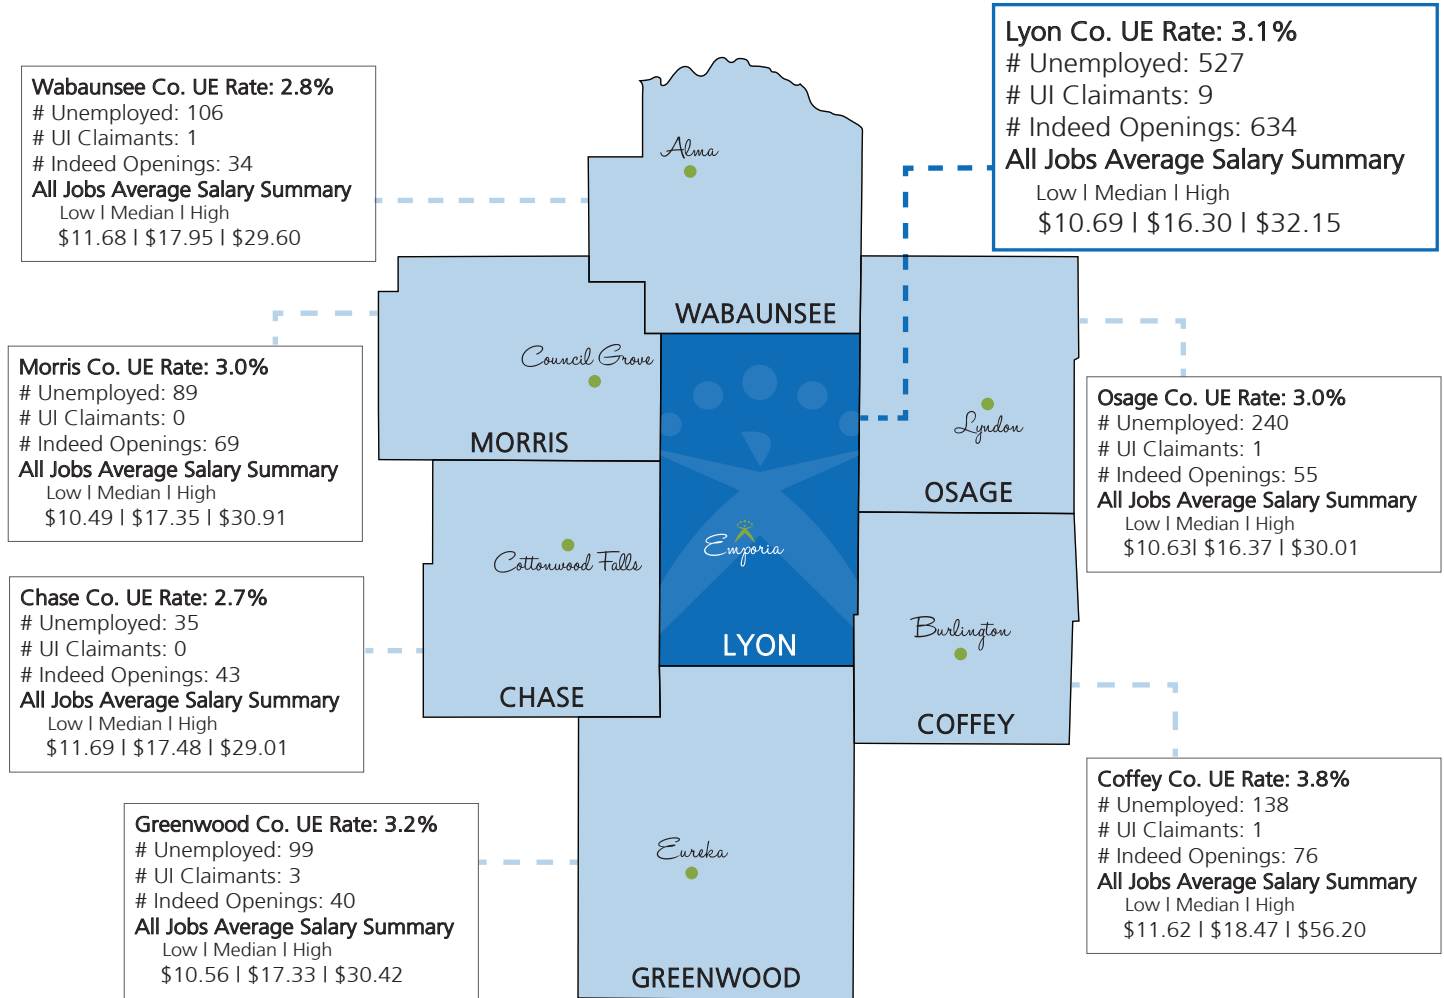 Lyon Co. UE Rate: 3.1%
# Unemployed: 527
# UI Claimants: 9
# Indeed Openings: 634
All Jobs Average Salary Summary
Low l Median l High
$10.69 l $16.30 l $32.15
Wabaunsee Co. UE Rate: 2.8%
# Unemployed: 106
# UI Claimants: 1
# Indeed Openings: 34
All Jobs Average Salary Summary
Low l Median l High
$11.68 l $17.95 l $29.60
Alma
WABAUNSEE
Morris Co. UE Rate: 3.0%
# Unemployed: 89
# UI Claimants: 0
# Indeed Openings: 69
All Jobs Average Salary Summary
Low l Median l High
$10.49 l $17.35 l $30.91
Council Grove
MORRIS
Lyndon
OSAGE
Osage Co. UE Rate: 3.0%
# Unemployed: 240
# UI Claimants: 1
# Indeed Openings: 55
All Jobs Average Salary Summary
Low l Median l High
$10.63l $16.37 l $30.01
Chase Co. UE Rate: 2.7%
# Unemployed: 35
# UI Claimants: 0
# Indeed Openings: 43
All Jobs Average Salary Summary
Low l Median l High
$11.69 l $17.48 l $29.01
Cottonwood Falls
CHASE
Emporia
LYON
Burlington
COFFEY
Coffey Co. UE Rate: 3.8%
# Unemployed: 138
# UI Claimants: 1
# Indeed Openings: 76
All Jobs Average Salary Summary
Low l Median l High
$11.62 l $18.47 l $56.20
Greenwood Co. UE Rate: 3.2%
# Unemployed: 99
# UI Claimants: 3
# Indeed Openings: 40
All Jobs Average Salary Summary
Low l Median l High
$10.56 l $17.33 l $30.42
Eureka
GREENWOOD